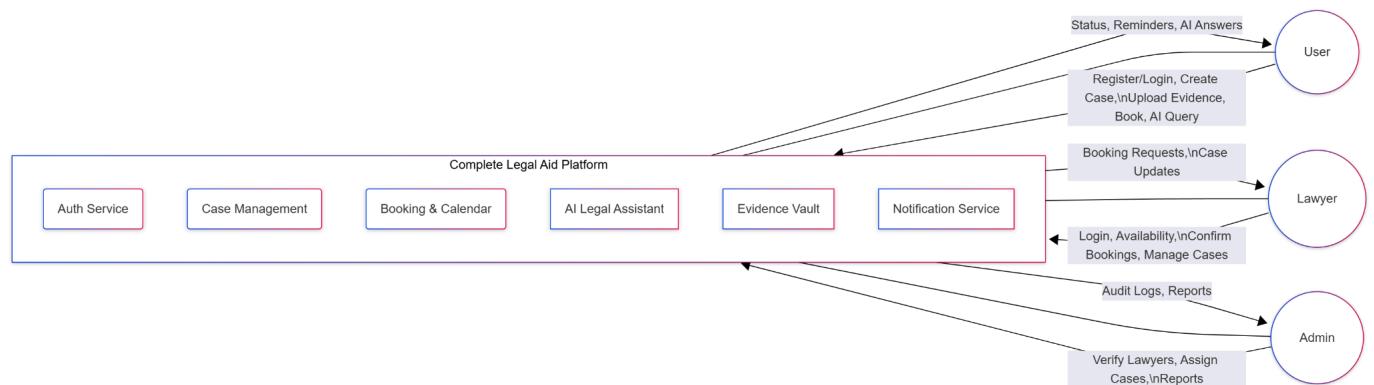 Status, Reminders, AI Answers
User
Register/Login, Create
Case,\nUpload Evidence,
Book, AI Query
Complete Legal Aid Platform
Auth Service
Case Management
Booking & Calendar
AI Legal Assistant
Evidence Vault
Notification Service
Booking Requests,\nCase
Updates
Lawyer
Login, Availability,\nConfirm
Bookings, Manage Cases
Audit Logs, Reports
Admin
Verify Lawyers, Assign
Cases,\nReports